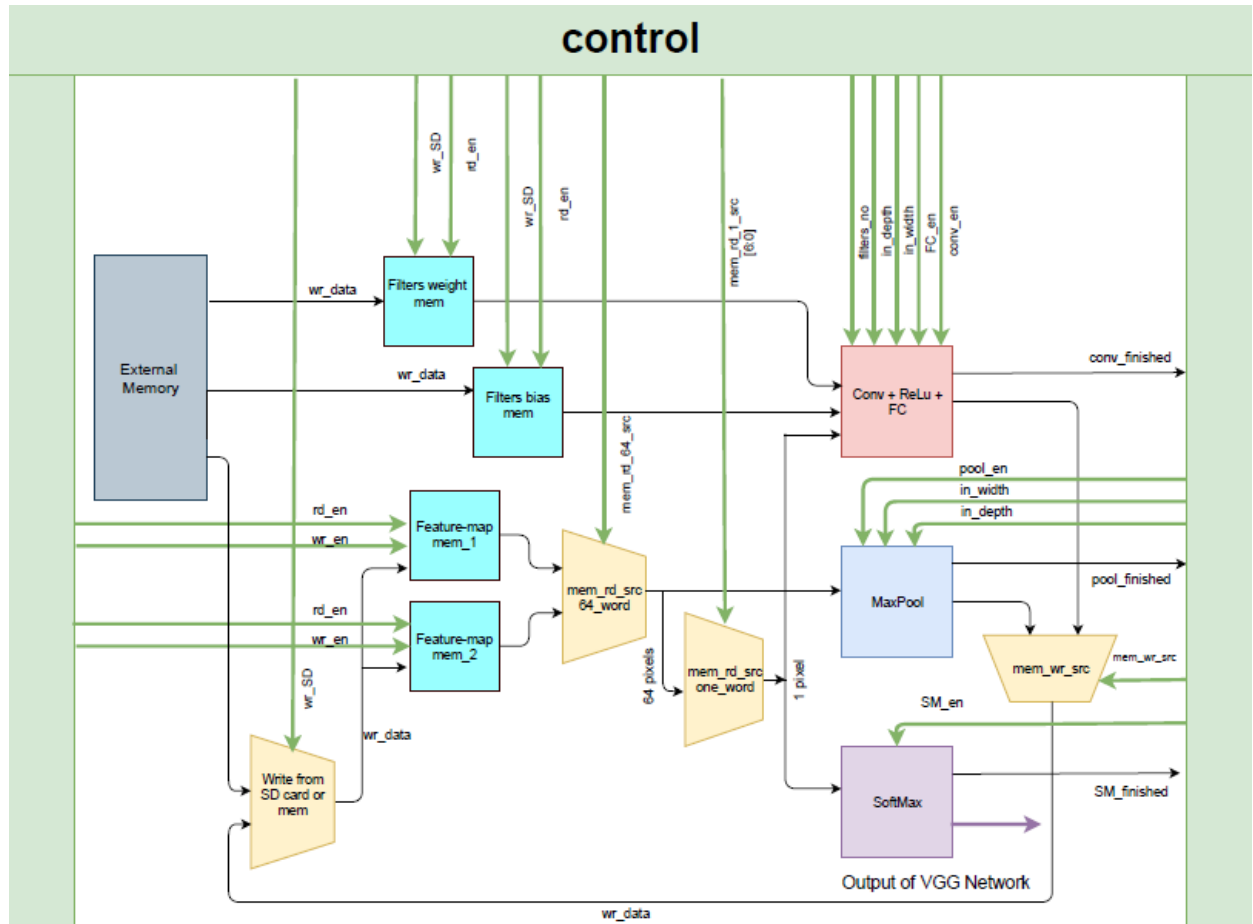 control
wr_SD
rd_en
wr_SD
rd_en
mem_rd_1_src
[6:0]
filters_no
in_depth
in_width
FC_en
conv_en
External
Memory
wr_data
Filters weight
mem
wr_data
Filters bias
mem
Conv + ReLu +
FC
conv_finished
mem_rd_64_src
pool_en
in_width
in_depth
rd_en
wr_en
Feature-map
mem_1
mem_rd_src
64_word
MaxPool
pool_finished
rd_en
wr_en
Feature-map
mem_2
64 pixels
mem_rd_src
one_word
1 pixel
mem_wr_src
mem_wr_src
wr_SD
wr_data
SM_en
Write from
SD card or
mem
SoftMax
SM_finished
Output of VGG Network
wr_data